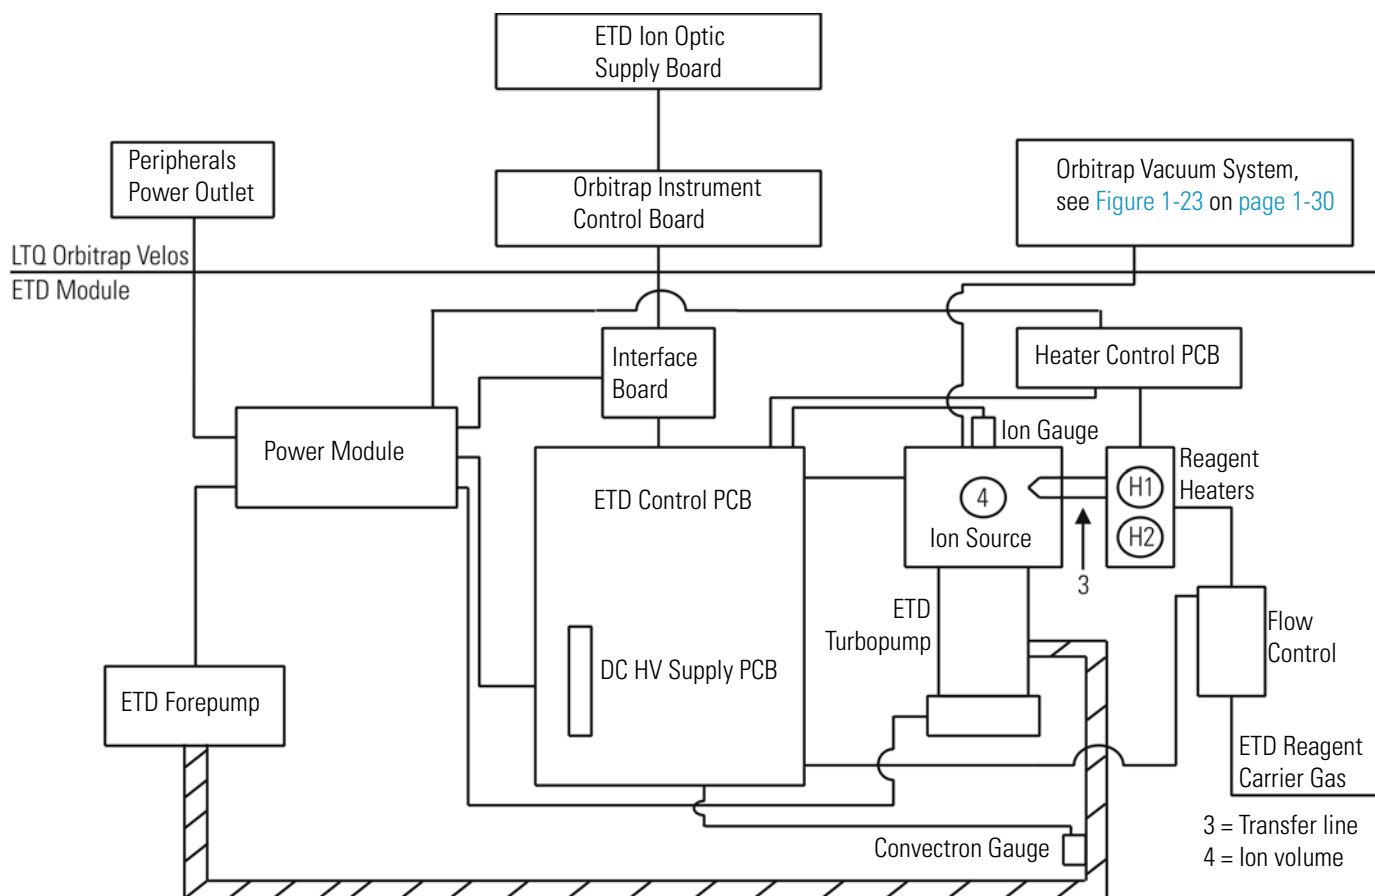 ETD Ion Optic
Supply Board
Peripherals
Power Outlet
Orbitrap Instrument
Control Board
Orbitrap Vacuum System,
see Figure 1-23 on page 1-30
LTQ Orbitrap Velos
ETD Module
Interface
Board
Heater Control PCB
Power Module
Ion Gauge
Reagent
Heaters
ETD Control PCB
4
H1
Ion Source
H2
3
ETD
Turbopump
Flow
Control
DC HV Supply PCB
ETD Forepump
ETD Reagent
Carrier Gas
Convectron Gauge
3 = Transfer line
4 = Ion volume